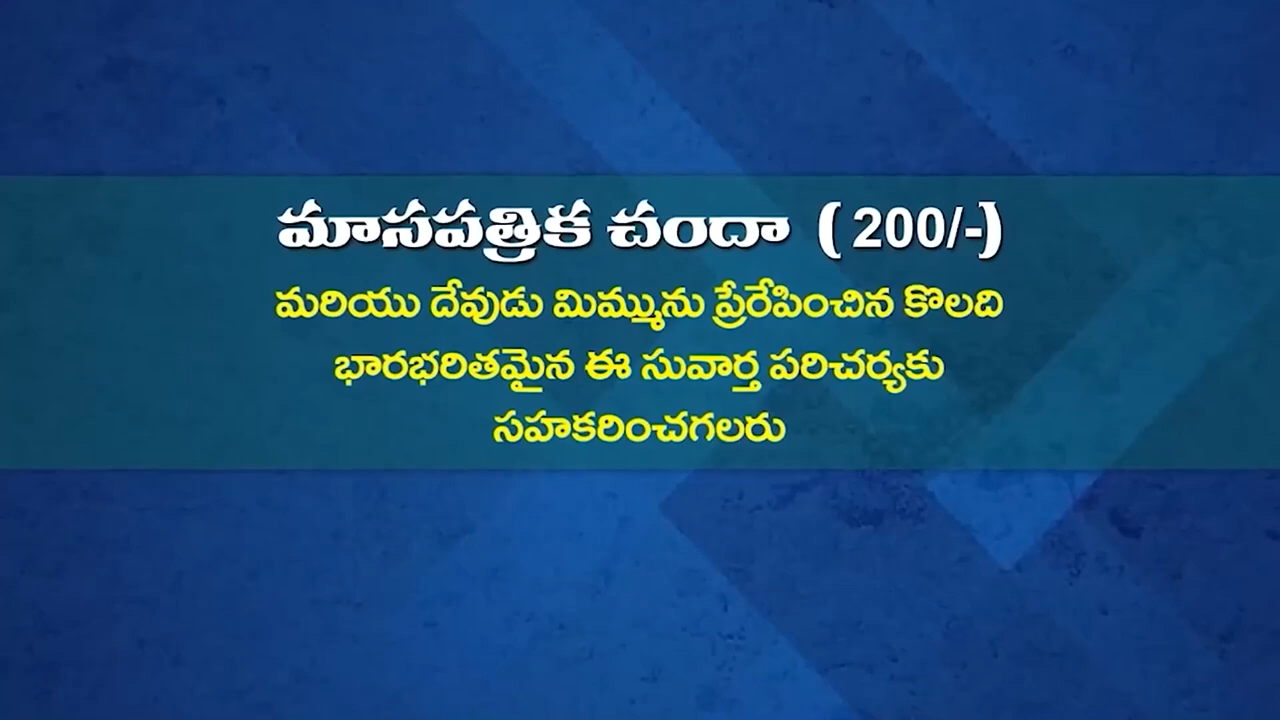 మాసపత్రిక చందా ( 200/-)
మరియు దేవుడు మిమ్మును ప్రేరేపించిన కొలది
భారభరితమైన ఈ సువార్త పరిచర్యకు
సహకరించగలరు